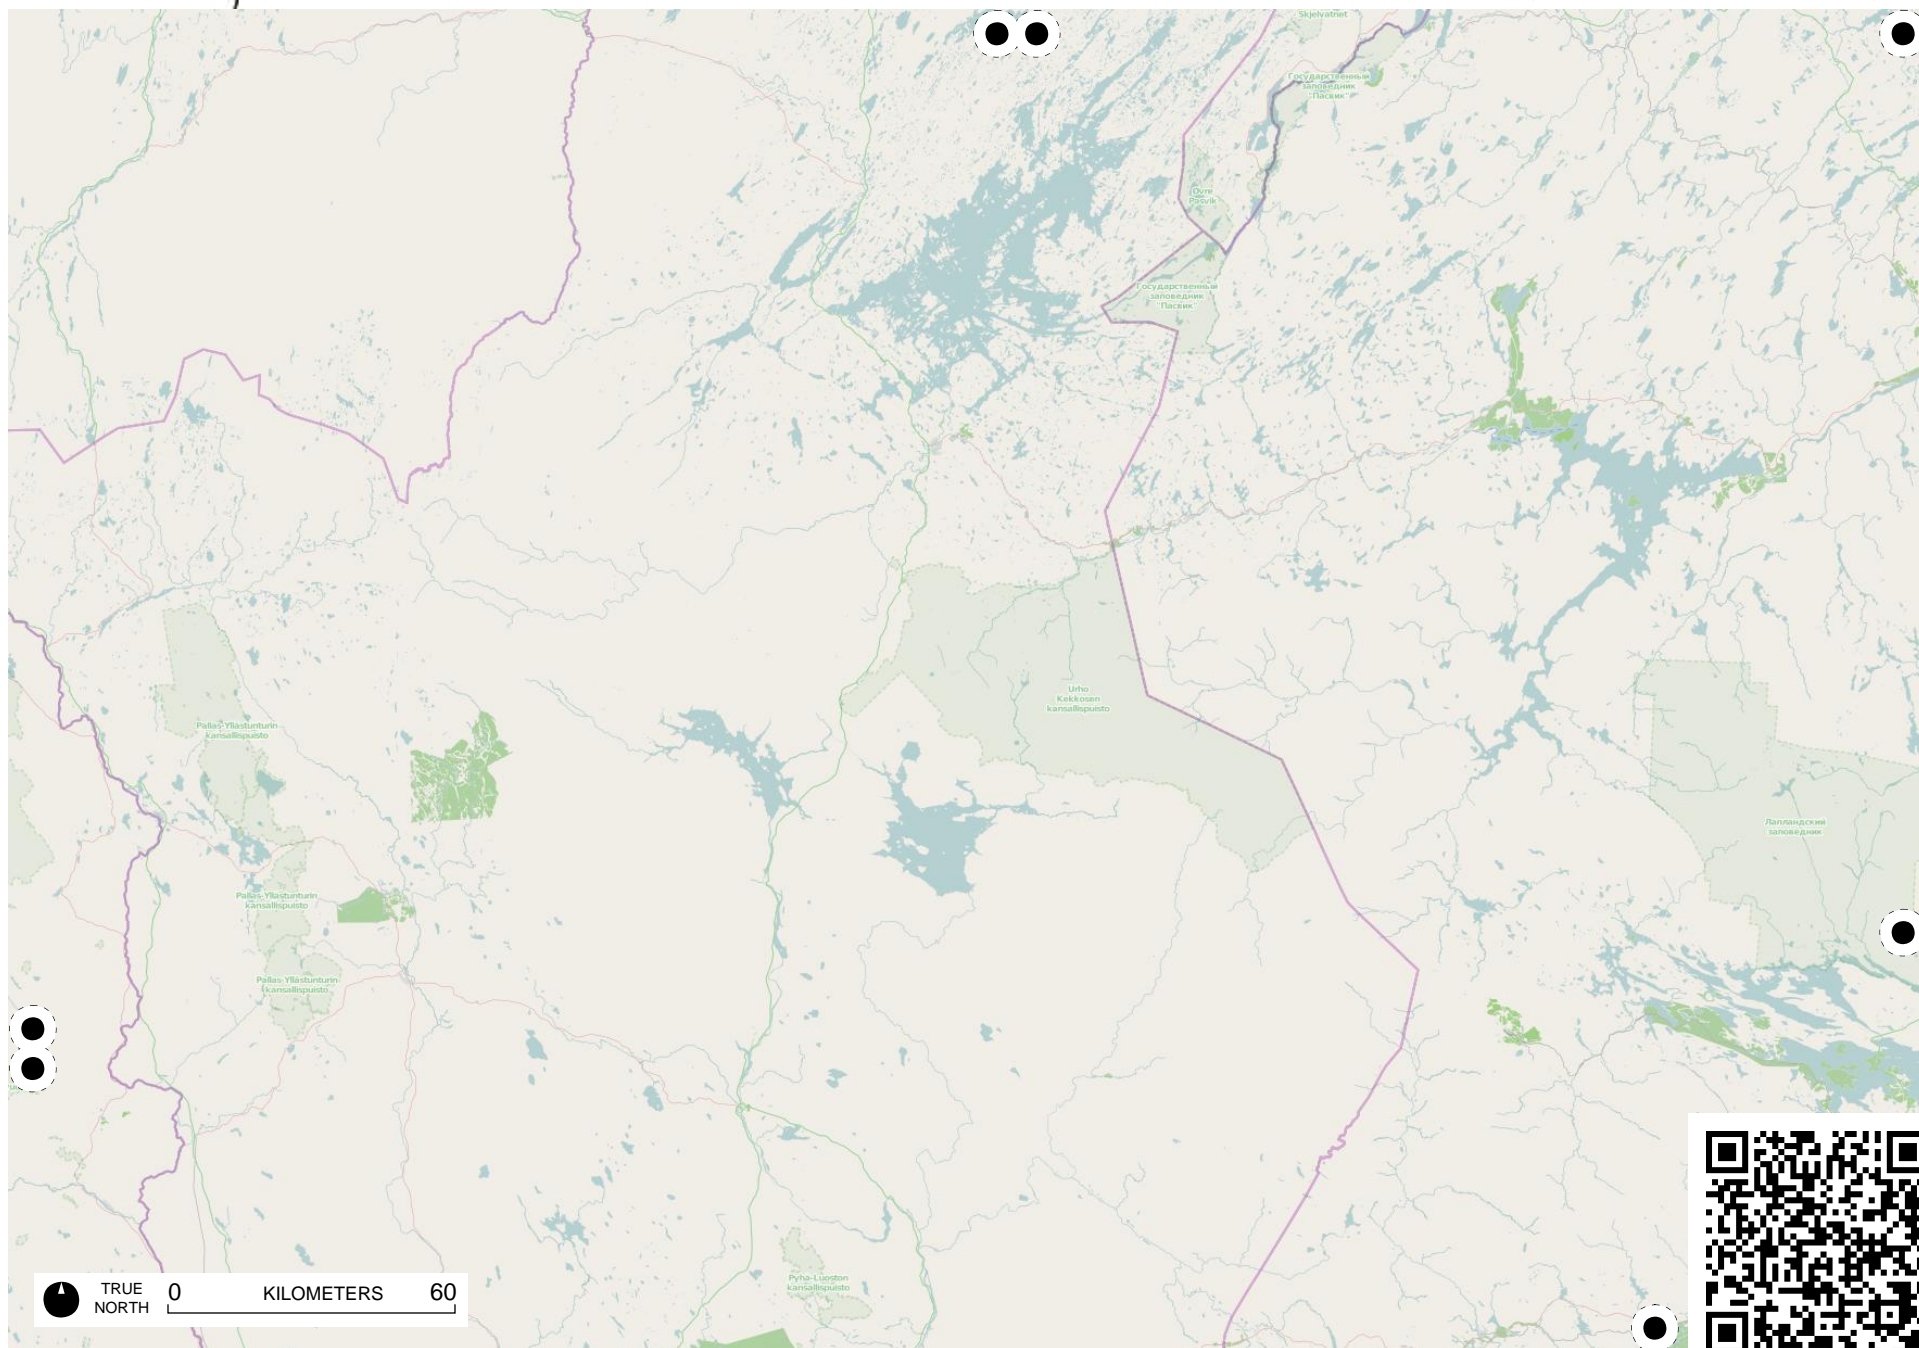 Skjelvatnet
Государственный
заповедник
"Пасвик"
Øvre
Pasvik
Государственный
заповедник
"Пасвик"
Urho
Kekkosen
kansallispuisto
Pallas-Yllästunturin
kansallispuisto
Лапландский
заповедник
Pallas-Yllästunturin
kansallispuisto
Pallas-Yllästunturin
kansallispuisto
Pyhä-Luoston
kansallispuisto
TRUE
NORTH
0 KILOMETERS 60